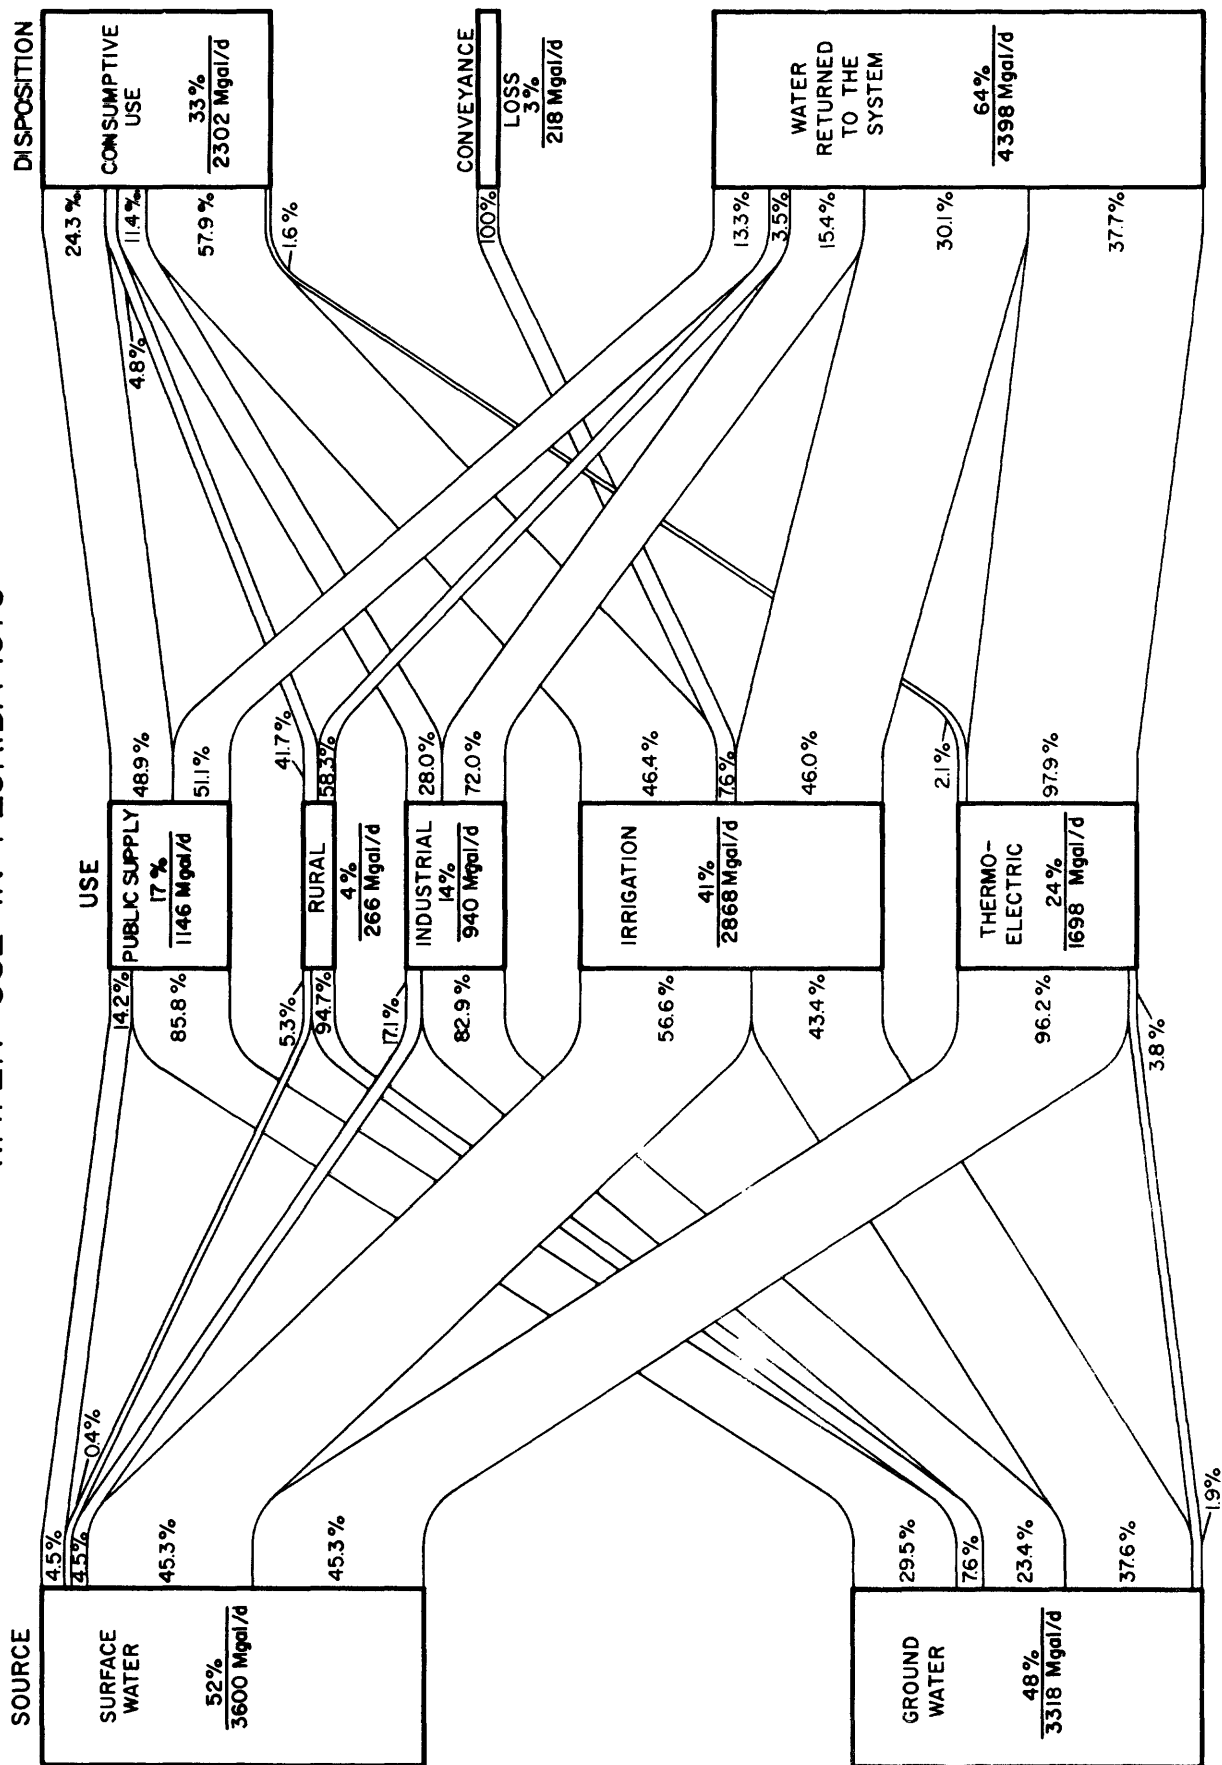 SOURCE
SURFACE
WATER
52%
3600 Mgal/d
4.5%
0.4%
4.5%
45.3%
45.3%
GROUND
WATER
48%
3318 Mgal/d
29.5%
7.6%
23.4%
37.6%
1.9%
USE
PUBLIC SUPPLY
17%
1146 Mgal/d
14.2%
85.8%
48.9%
51.1%
RURAL
4%
266 Mgal/d
5.3%
94.7%
41.7%
58.3%
INDUSTRIAL
14%
940 Mgal/d
17.1%
82.9%
28.0%
72.0%
IRRIGATION
41%
2868 Mgal/d
56.6%
43.4%
46.4%
7.6%
46.0%
THERMO-
ELECTRIC
24%
1698 Mgal/d
96.2%
3.8%
2.1%
97.9%
DISPOSITION
CONSUMPTIVE
USE
33%
2302 Mgal/d
24.3%
4.8%
11.4%
57.9%
1.6%
CONVEYANCE
LOSS
3%
218 Mgal/d
100%
WATER
RETURNED
TO THE
SYSTEM
64%
4398 Mgal/d
13.3%
3.5%
15.4%
30.1%
37.7%